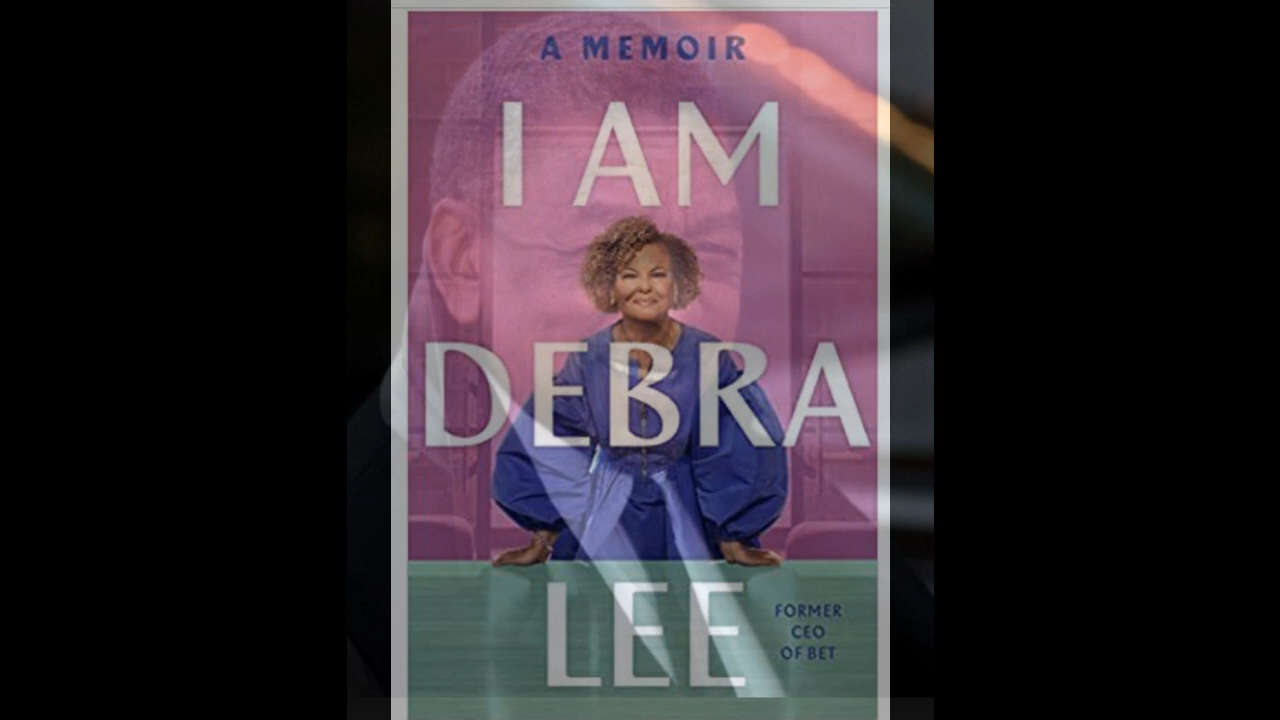 A MEMOIR
I AM
DEBRA
LEE
FORMER
CEO
OF BET